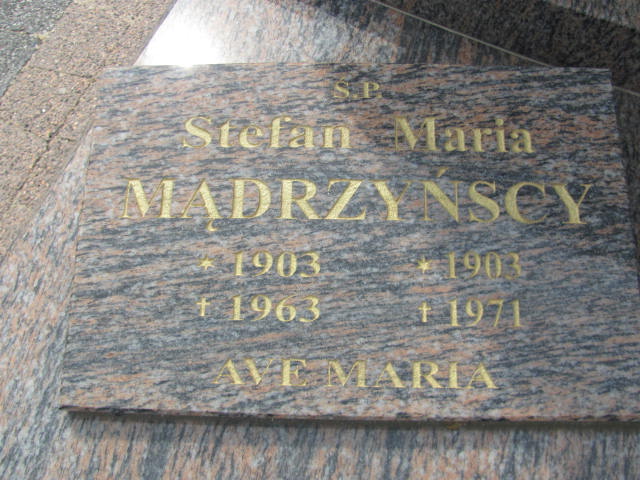 Ś.P.
Stefan Maria
MĄDRZYŃSCY
* 1903 * 1903
† 1963 † 1971
AVE MARIA